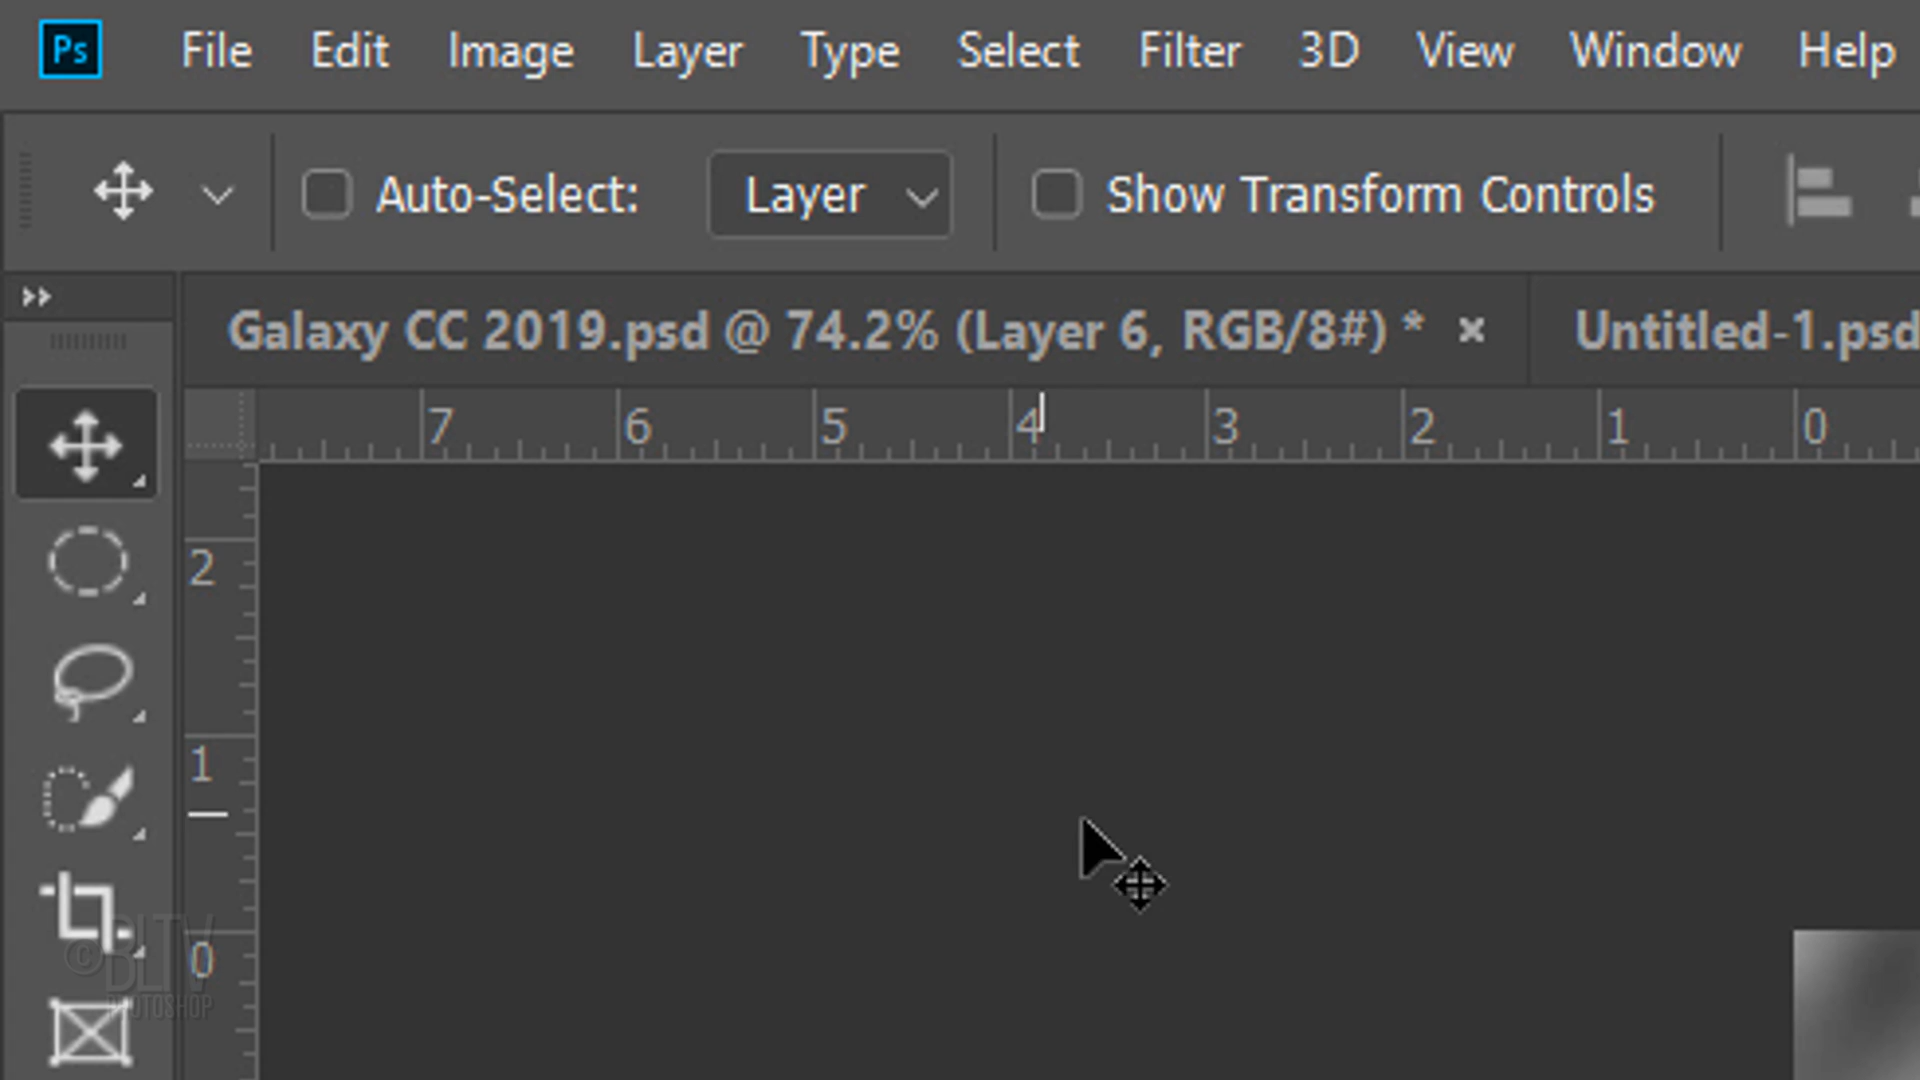 Ps File Edit Image Layer Type Select Filter 3D View Window Help
Auto-Select: Layer Show Transform Controls
Galaxy CC 2019.psd @ 74.2% (Layer 6, RGB/8#) * × Untitled-1.psd
7 6 5 4 3 2 1 0
2
1
0
©BLTV
PHOTOSHOP